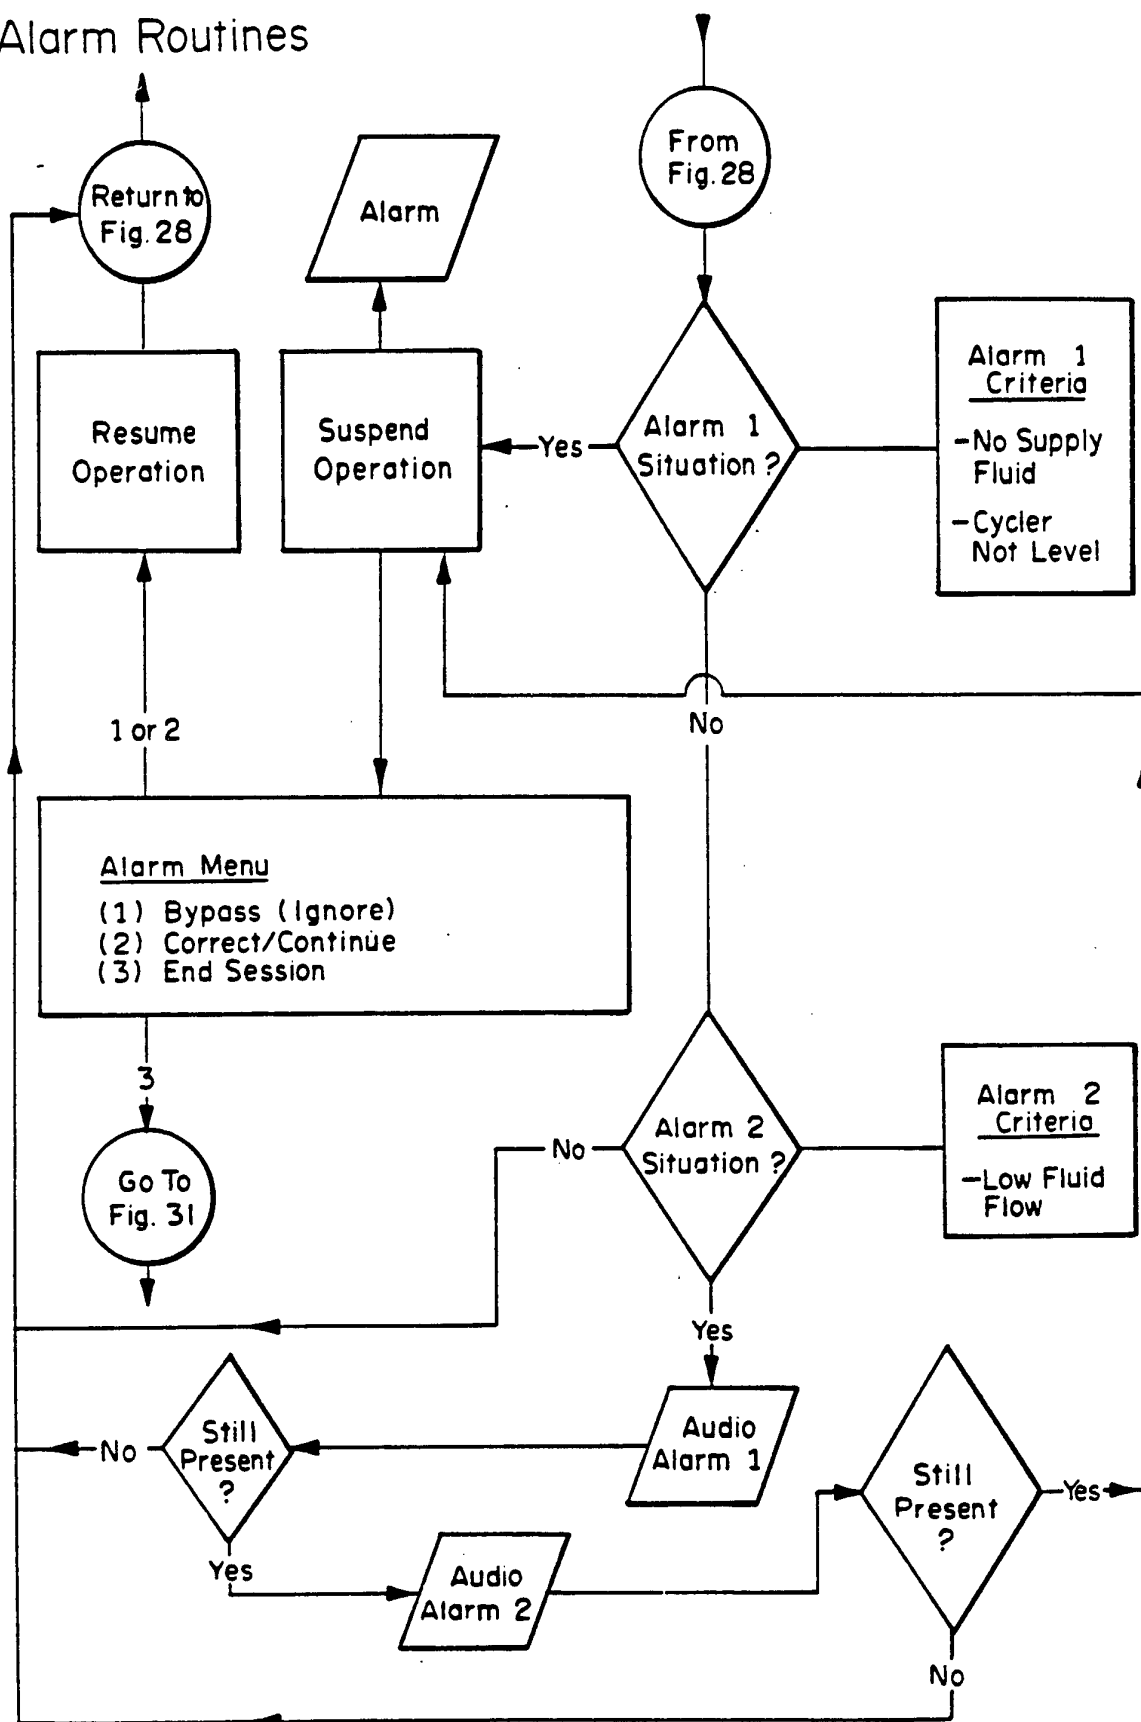 Alarm Routines
From
Fig. 28
Return to
Fig. 28
Alarm
Alarm 1
Criteria
-No Supply
Fluid
-Cycler
Not Level
Resume
Operation
Suspend
Operation
Yes
Alarm 1
Situation ?
No
1 or 2
Alarm Menu
(1) Bypass (Ignore)
(2) Correct/Continue
(3) End Session
3
Go To
Fig. 31
No
Alarm 2
Situation ?
Alarm 2
Criteria
-Low Fluid
Flow
Yes
Audio
Alarm 1
Still
Present
?
No
Yes
Audio
Alarm 2
Still
Present
?
Yes
No